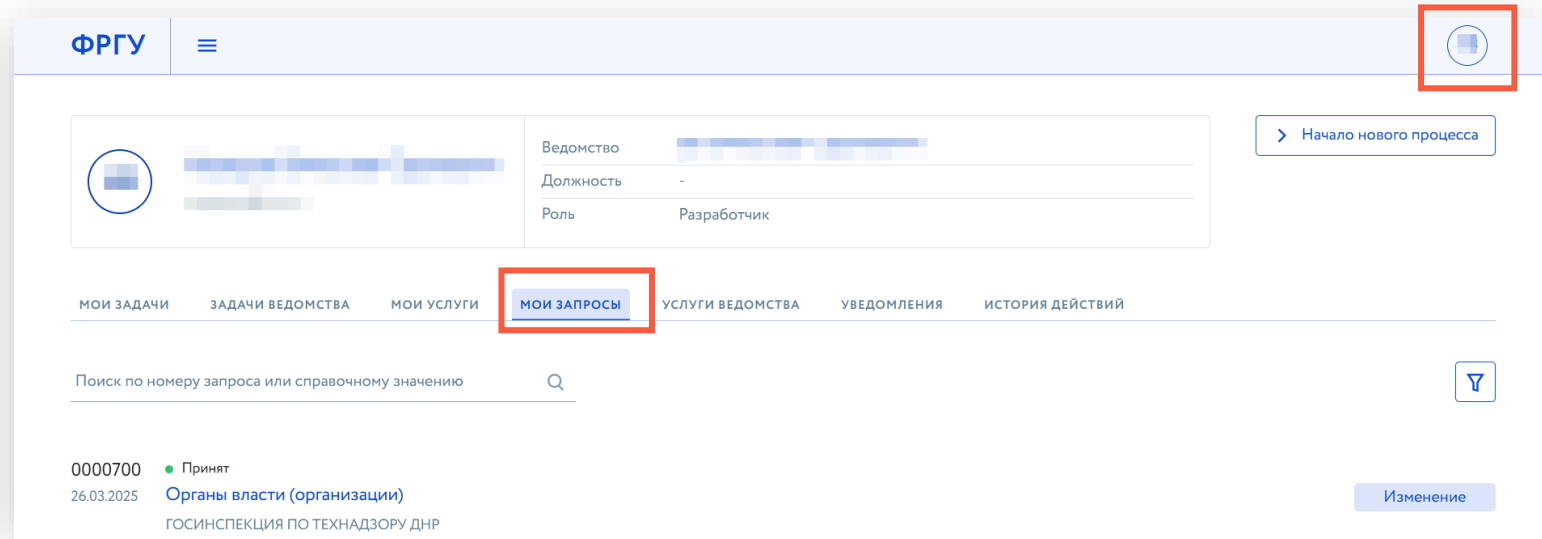 ФРГУ
Ведомство
Должность -
Роль Разработчик
Начало нового процесса
МОИ ЗАДАЧИ ЗАДАЧИ ВЕДОМСТВА МОИ УСЛУГИ МОИ ЗАПРОСЫ УСЛУГИ ВЕДОМСТВА УВЕДОМЛЕНИЯ ИСТОРИЯ ДЕЙСТВИЙ
Поиск по номеру запроса или справочному значению
0000700 Принят
26.03.2025 Органы власти (организации) Изменение
ГОСИНСПЕКЦИЯ ПО ТЕХНАДЗОРУ ДНР